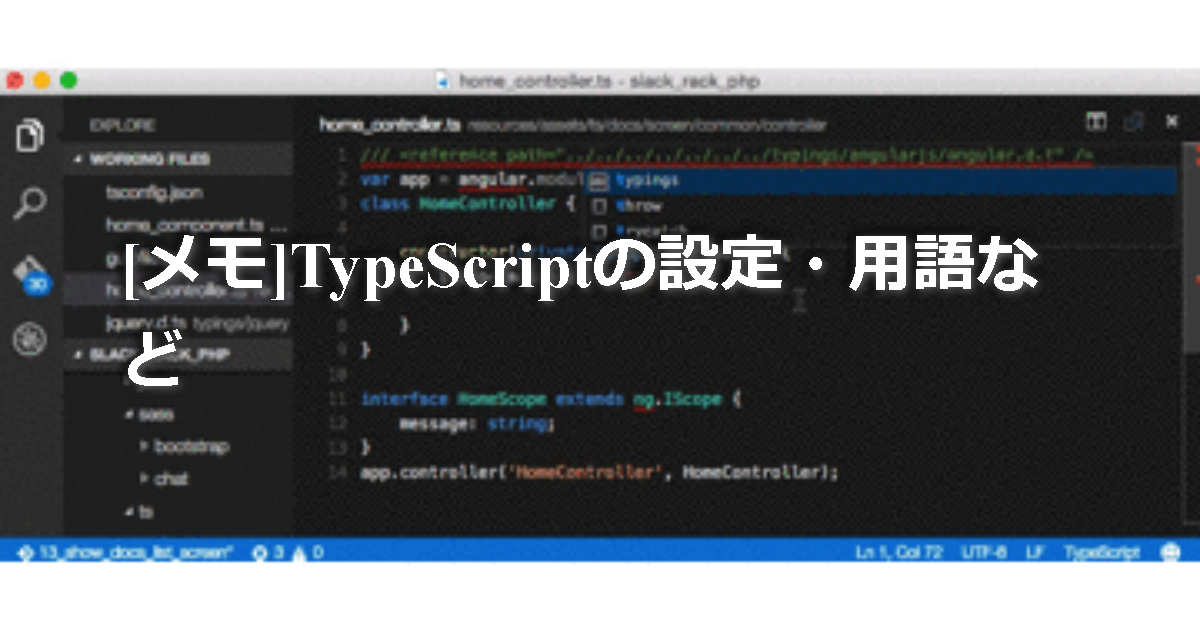 home_controller.ts - slack_rack_php
EXPLORE
WORKING FILES
tsconfig.json
home_component.ts ...
jquery.d.ts typings/jquery
sass
bootstrap
chat
ts
home_controller.ts resources/assets/ts/docs/screen/common/controller
1 /// <reference path="../../../../../../../typings/angularjs/angular.d.t" />
2 var app = angular.modul
typings
throw
3 class HomeController {
4
[メモ]TypeScriptの設定・用語な
ど
30
8 }
9 }
10
11 interface HomeScope extends ng.IScope {
12 message: string;
13 }
14 app.controller('HomeController', HomeController);
13_show_docs_list_screen* 3 0
Ln 1, Col 72 UTF-8 LF TypeScript